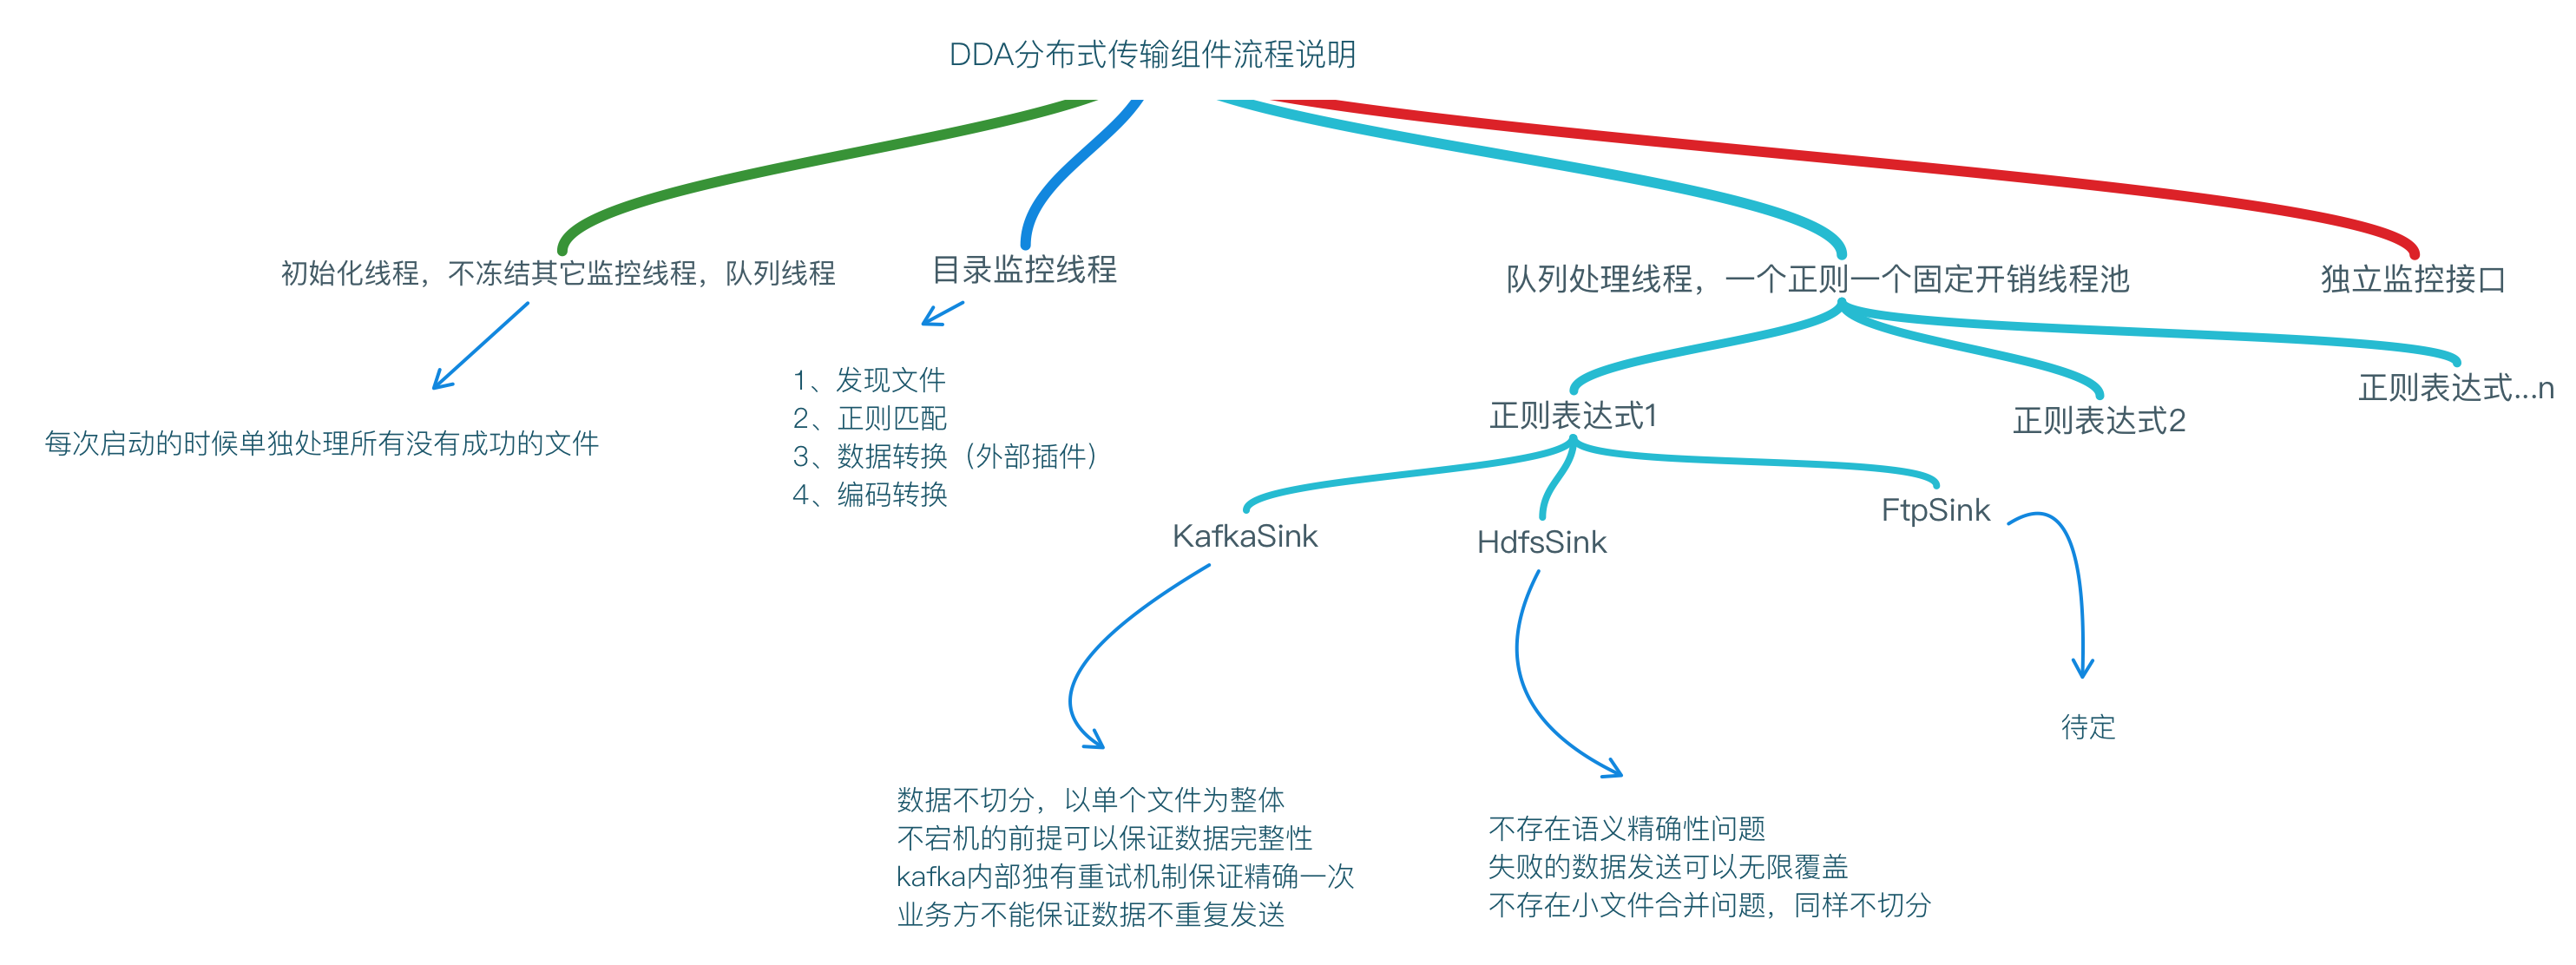 DDA分布式传输组件流程说明
初始化线程，不冻结其它监控线程，队列线程
目录监控线程
队列处理线程，一个正则一个固定开销线程池
独立监控接口
每次启动的时候单独处理所有没有成功的文件
1、发现文件
2、正则匹配
3、数据转换（外部插件）
4、编码转换
正则表达式1
正则表达式2
正则表达式...n
KafkaSink
HdfsSink
FtpSink
数据不切分，以单个文件为整体
不宕机的前提可以保证数据完整性
kafka内部独有重试机制保证精确一次
业务方不能保证数据不重复发送
不存在语义精确性问题
失败的数据发送可以无限覆盖
不存在小文件合并问题，同样不切分
待定